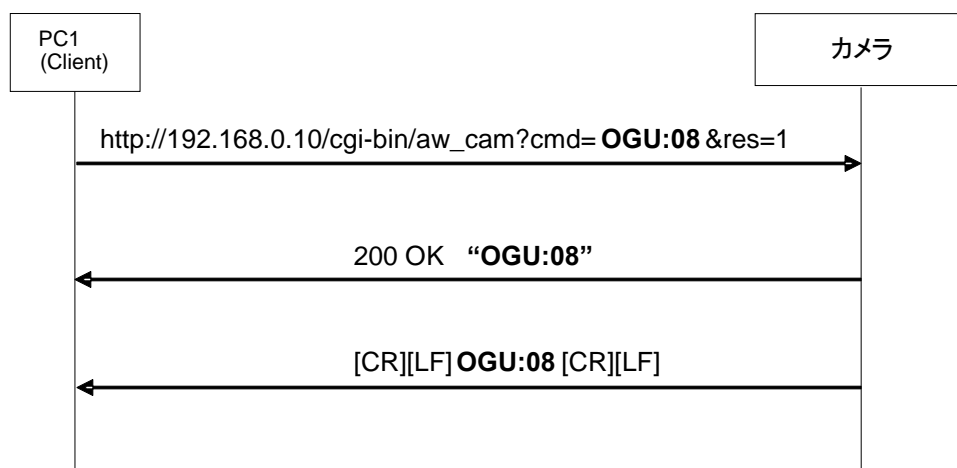 PC1
(Client)
カメラ
http://192.168.0.10/cgi-bin/aw_cam?cmd= OGU:08 &res=1
200 OK “OGU:08”
[CR][LF] OGU:08 [CR][LF]